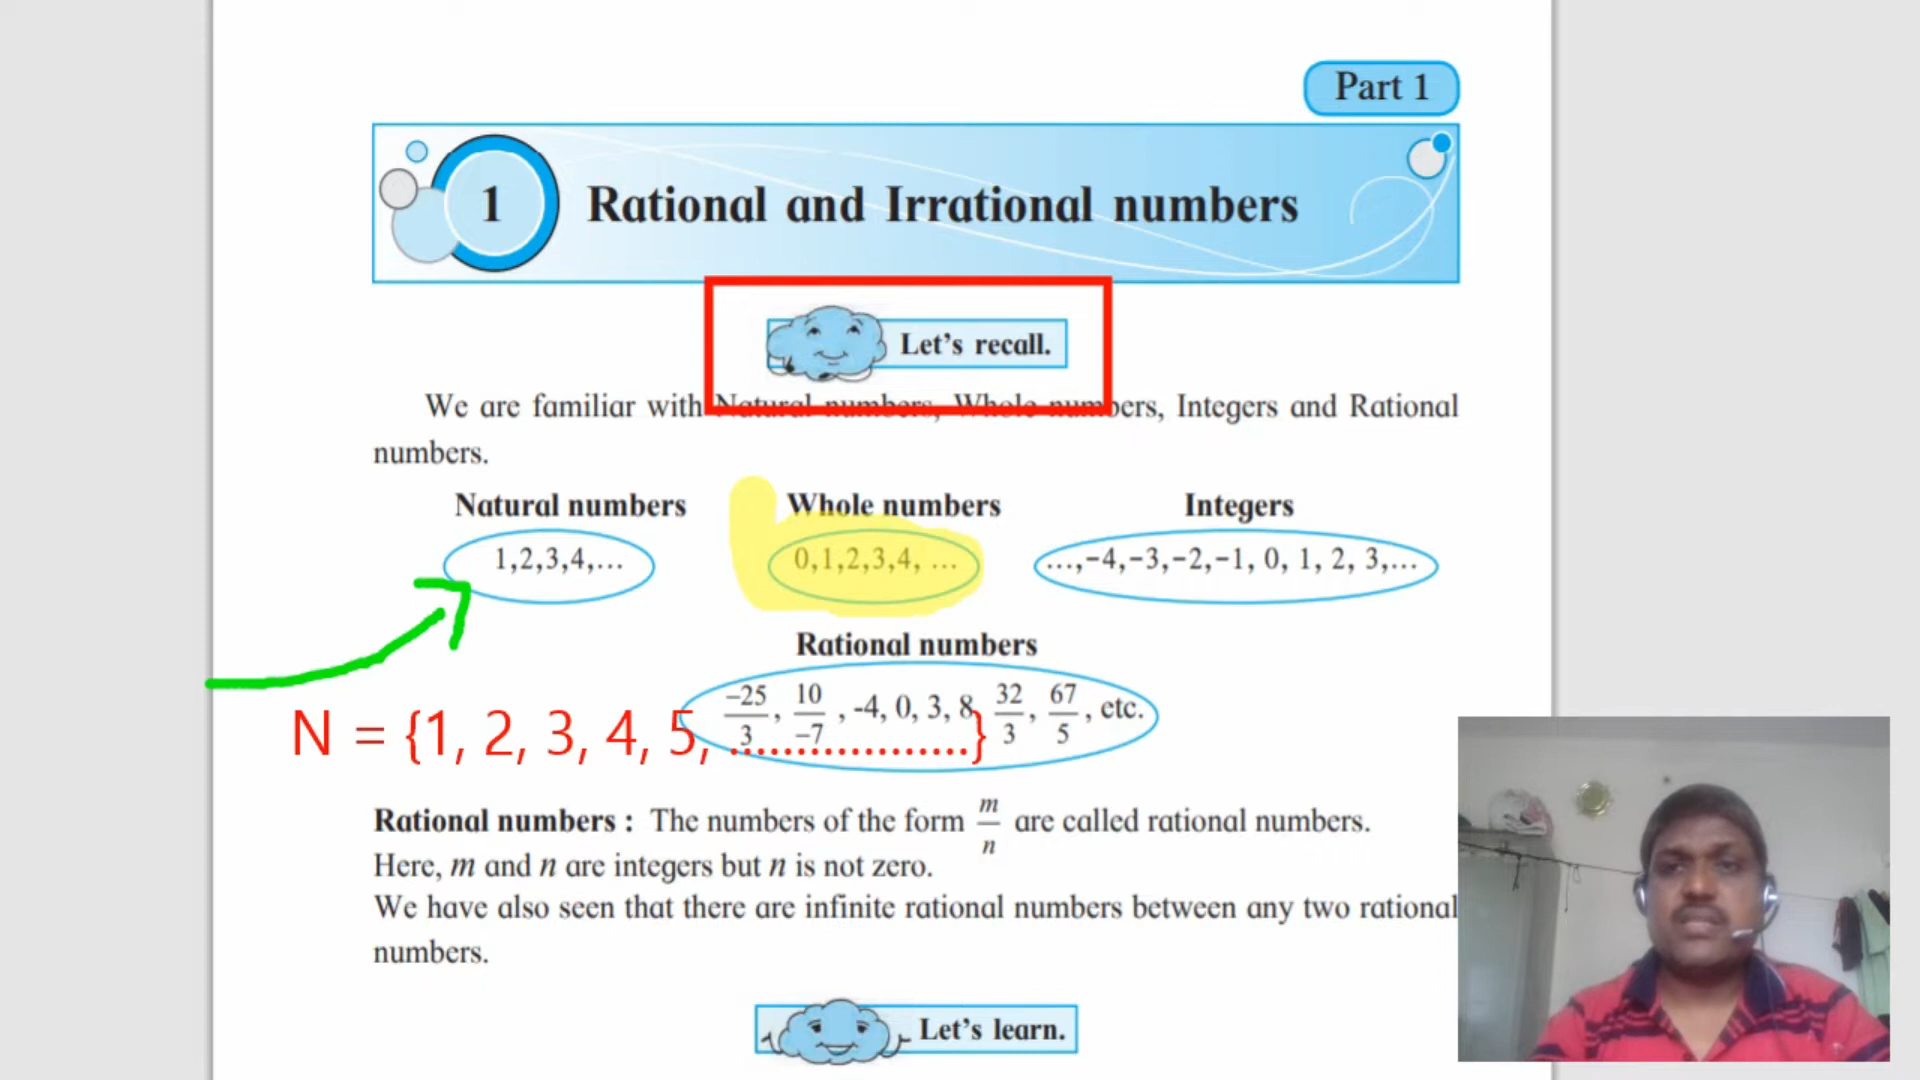 Part 1
1 Rational and Irrational numbers
Let's recall.
We are familiar with Natural numbers, Whole numbers, Integers and Rational
numbers.
Natural numbers Whole numbers Integers
1,2,3,4,... 0,1,2,3,4, ... ...,-4,-3,-2,-1, 0, 1, 2, 3,...
Rational numbers
-25/3, 10/-7, -4, 0, 3, 8, 32/3, 67/5, etc.
N = {1, 2, 3, 4, 5, ..................}
Rational numbers : The numbers of the form m/n are called rational numbers.
Here, m and n are integers but n is not zero.
We have also seen that there are infinite rational numbers between any two rational
numbers.
Let's learn.